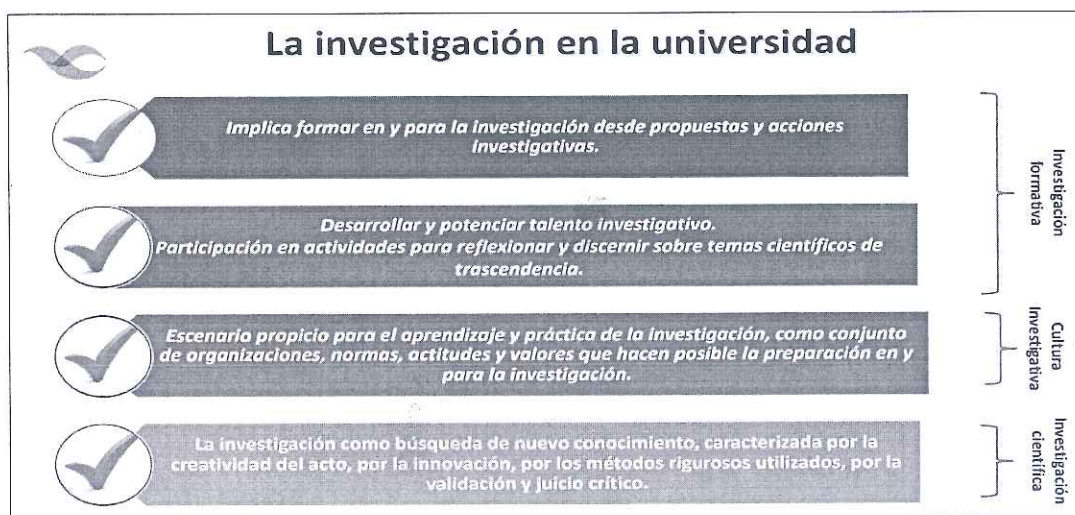 La investigación en la universidad
Implica formar en y para la investigación desde propuestas y acciones
investigativas.
Desarrollar y potenciar talento investigativo.
Participación en actividades para reflexionar y discernir sobre temas científicos de
trascendencia.
Investigación
formativa
Escenario propicio para el aprendizaje y práctica de la investigación, como conjunto
de organizaciones, normas, actitudes y valores que hacen posible la preparación en y
para la investigación.
Cultura
Investigativa
La investigación como búsqueda de nuevo conocimiento, caracterizada por la
creatividad del acto, por la innovación, por los métodos rigurosos utilizados, por la
validación y juicio crítico.
Investigación
científica